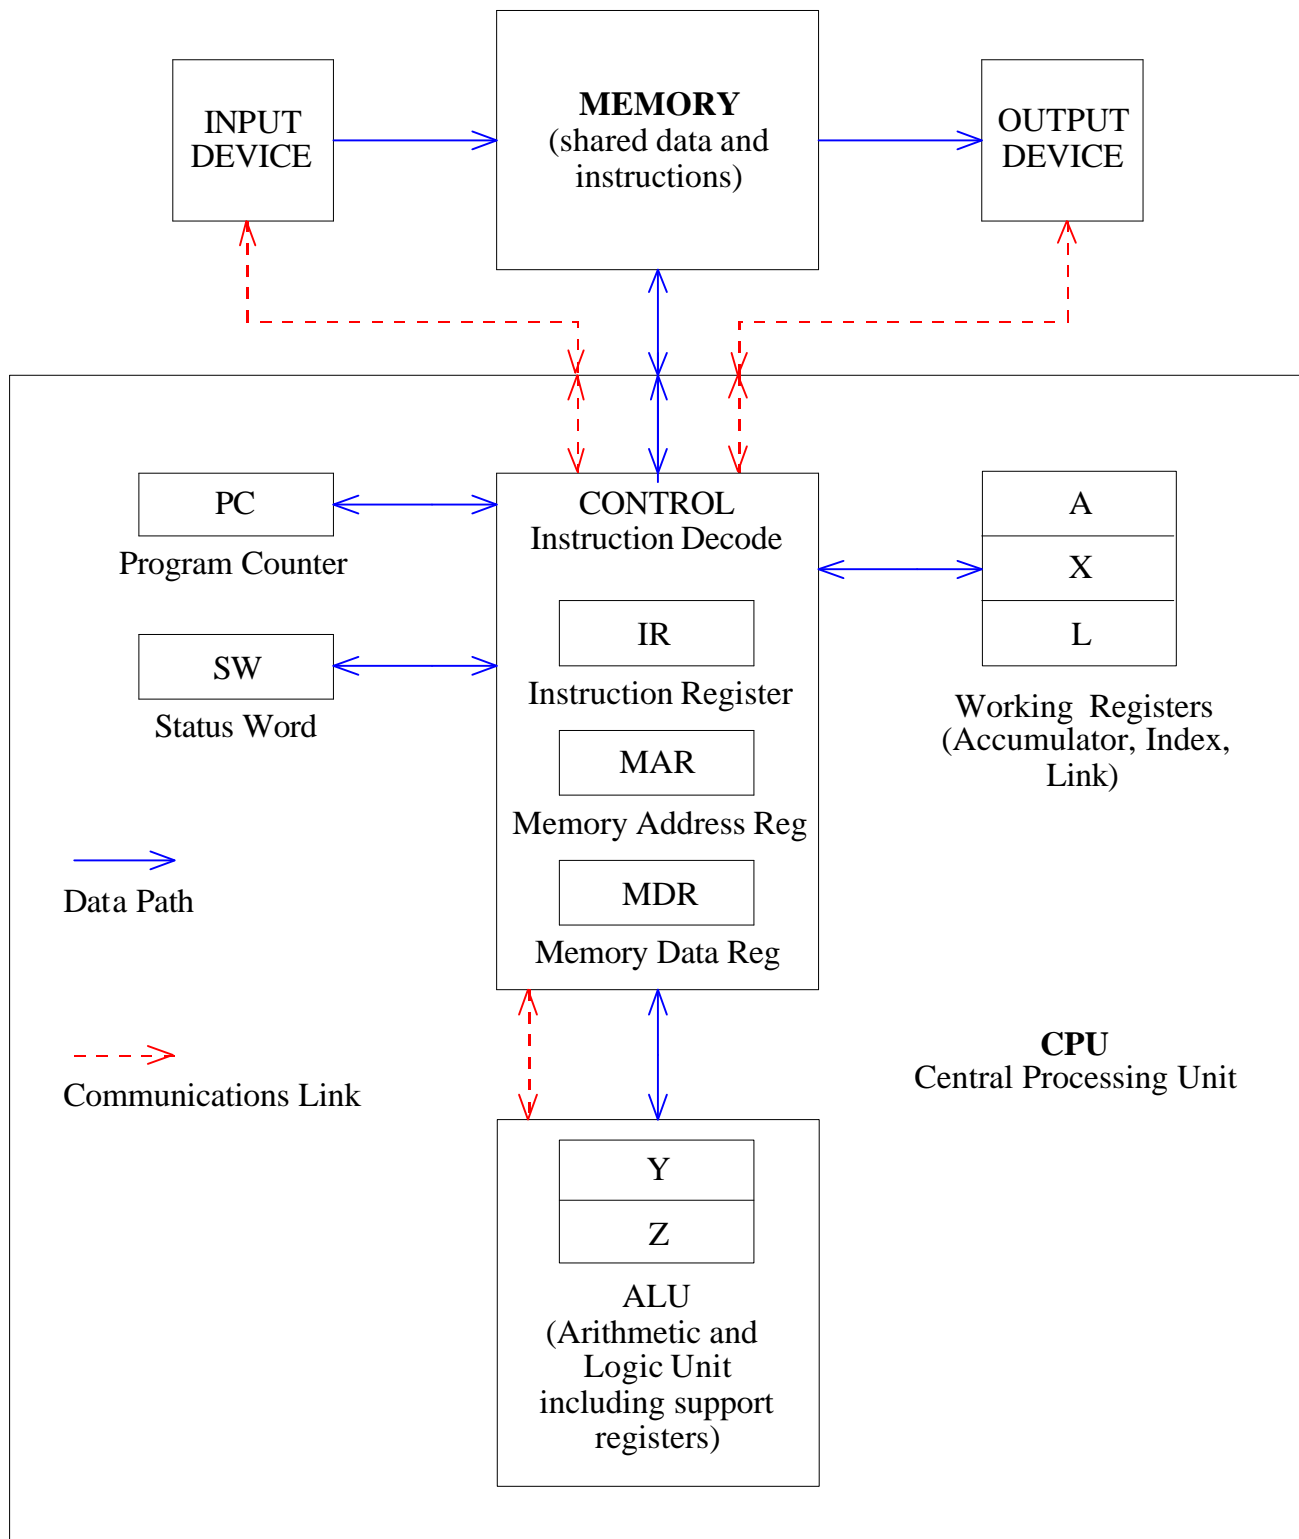 INPUT
DEVICE
MEMORY
(shared data and
instructions)
OUTPUT
DEVICE
PC
Program Counter
SW
Status Word
CONTROL
Instruction Decode
IR
Instruction Register
MAR
Memory Address Reg
MDR
Memory Data Reg
A
X
L
Working Registers
(Accumulator, Index,
Link)
Data Path
Communications Link
CPU
Central Processing Unit
Y
Z
ALU
(Arithmetic and
Logic Unit
including support
registers)